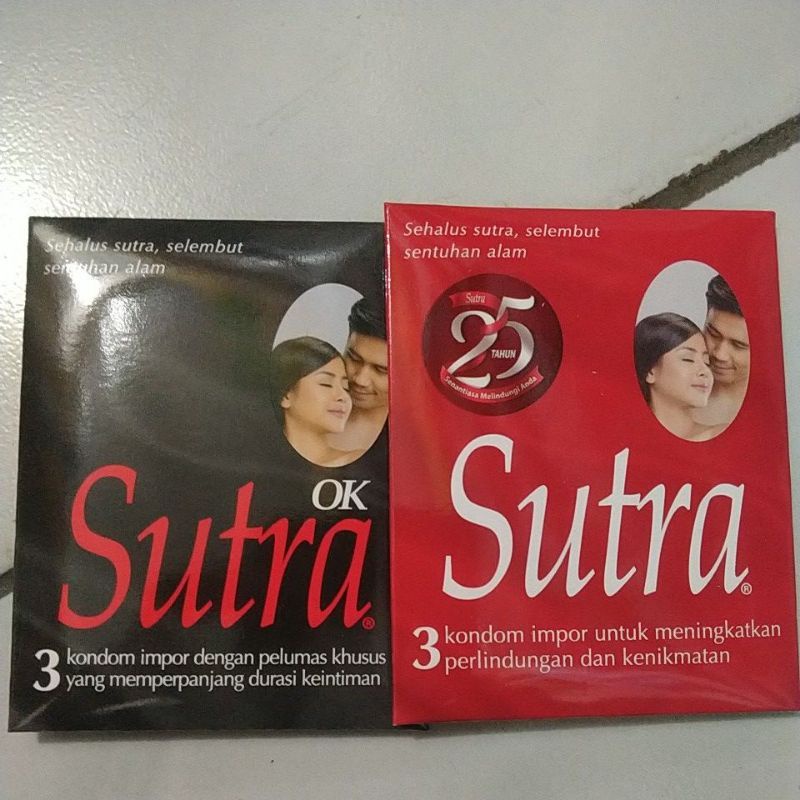 Sehalus sutra, selembut
sentuhan alam
OK
Sutra®
3 kondom impor dengan pelumas khusus
yang memperpanjang durasi keintiman
Sehalus sutra, selembut
sentuhan alam
Sutra
25
TAHUN
Senantiasa Melindungi Anda
Sutra®
3 kondom impor untuk meningkatkan
perlindungan dan kenikmatan